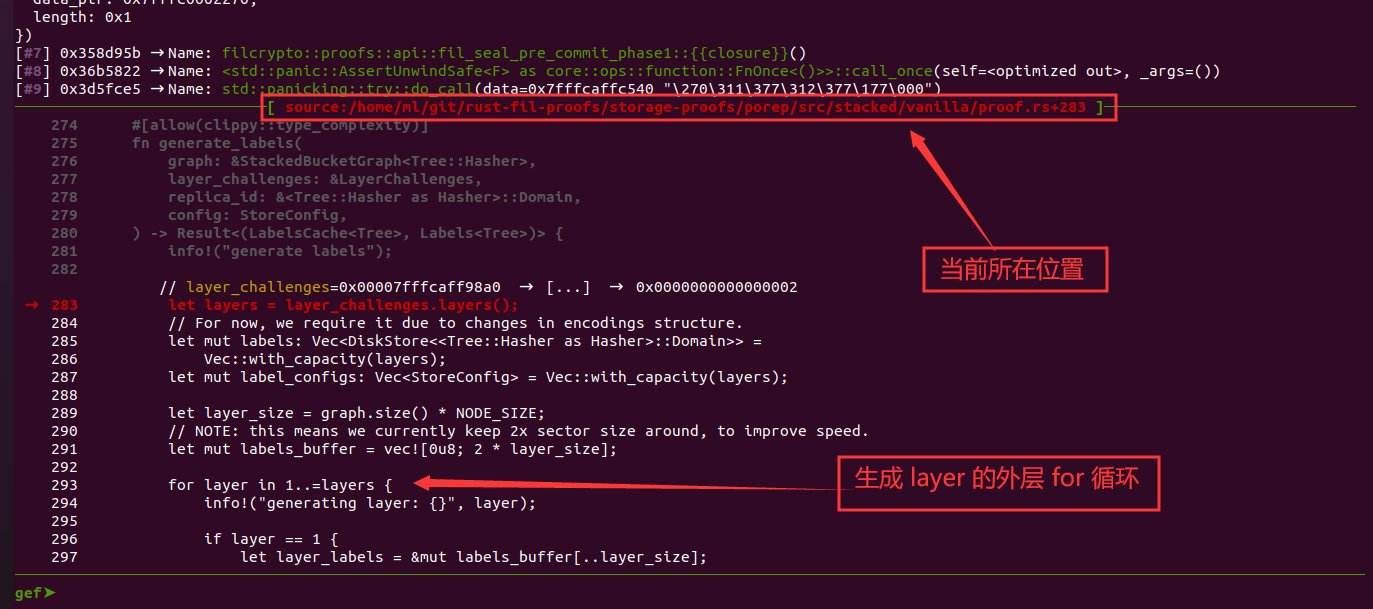 data_ptr: 0x7fffe0002270,
length: 0x1
})
[#7] 0x358d95b → Name: filcrypto::proofs::api::fil_seal_pre_commit_phase1::{{closure}}()
[#8] 0x36b5822 → Name: <std::panic::AssertUnwindSafe<F> as core::ops::function::FnOnce<()>>::call_once(self=<optimized out>, _args=())
[#9] 0x3d5fce5 → Name: std::panicking::try::do_call(data=0x7fffcaffc540 "\270\311\377\312\377\177\000")
[ source:/home/ml/git/rust-fil-proofs/storage-proofs/porep/src/stacked/vanilla/proof.rs+283 ]
274 #[allow(clippy::type_complexity)]
275 fn generate_labels(
276 graph: &StackedBucketGraph<Tree::Hasher>,
277 layer_challenges: &LayerChallenges,
278 replica_id: &<Tree::Hasher as Hasher>::Domain,
279 config: StoreConfig,
280 ) -> Result<(LabelsCache<Tree>, Labels<Tree>)> {
281 info!("generate labels");
当前所在位置
282
// layer_challenges=0x00007fffcaff98a0 → [...] → 0x0000000000000002
→ 283 let layers = layer_challenges.layers();
284 // For now, we require it due to changes in encodings structure.
285 let mut labels: Vec<DiskStore<<Tree::Hasher as Hasher>::Domain>> =
286 Vec::with_capacity(layers);
287 let mut label_configs: Vec<StoreConfig> = Vec::with_capacity(layers);
288
289 let layer_size = graph.size() * NODE_SIZE;
290 // NOTE: this means we currently keep 2x sector size around, to improve speed.
291 let mut labels_buffer = vec![0u8; 2 * layer_size];
292
293 for layer in 1..=layers {
生成 layer 的外层 for 循环
294 info!("generating layer: {}", layer);
295
296 if layer == 1 {
297 let layer_labels = &mut labels_buffer[..layer_size];
gef➤